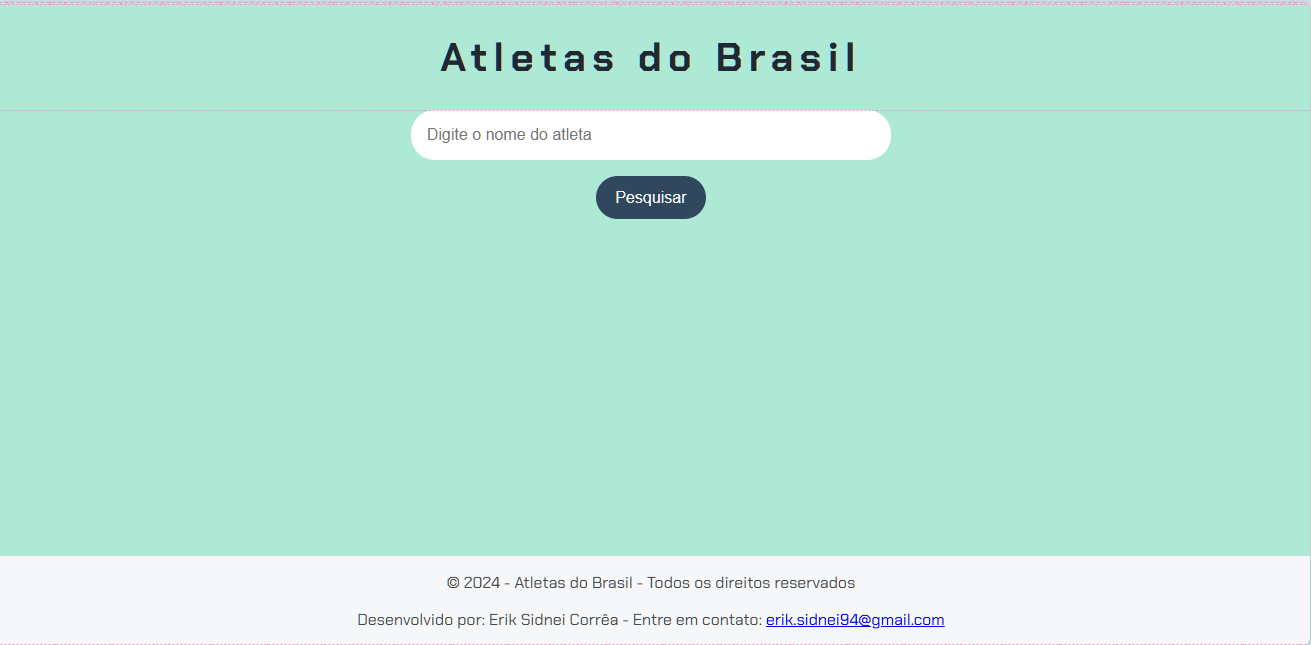 Atletas do Brasil
Digite o nome do atleta
Pesquisar
© 2024 - Atletas do Brasil - Todos os direitos reservados
Desenvolvido por: Erik Sidnei Corrêa - Entre em contato: erik.sidnei94@gmail.com